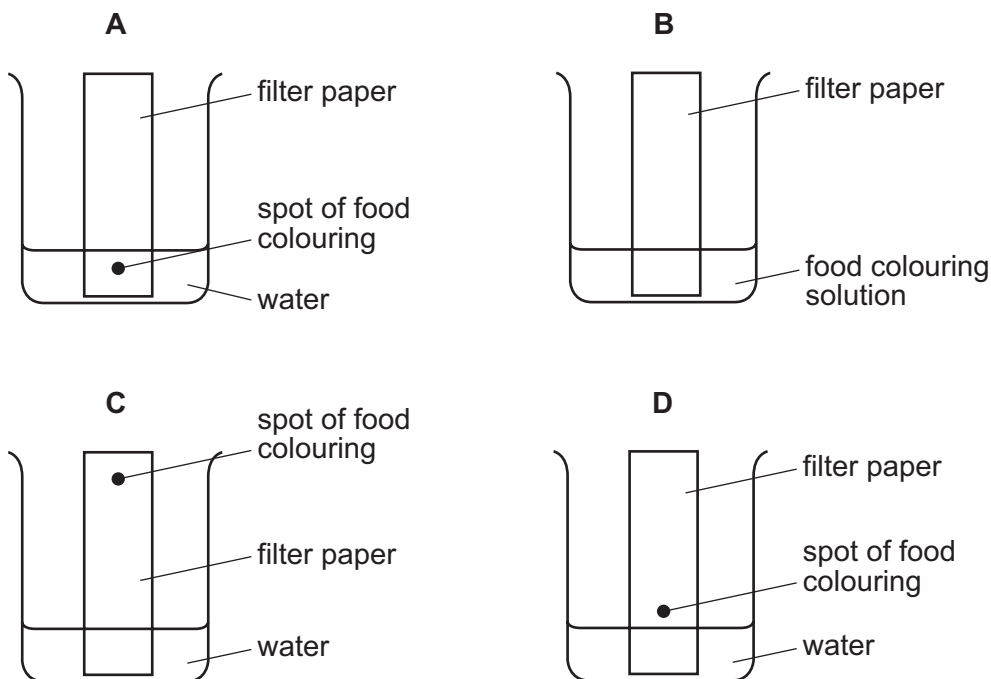 A
filter paper
spot of food
colouring
water
B
filter paper
food colouring
solution
C
spot of food
colouring
filter paper
water
D
filter paper
spot of food
colouring
water